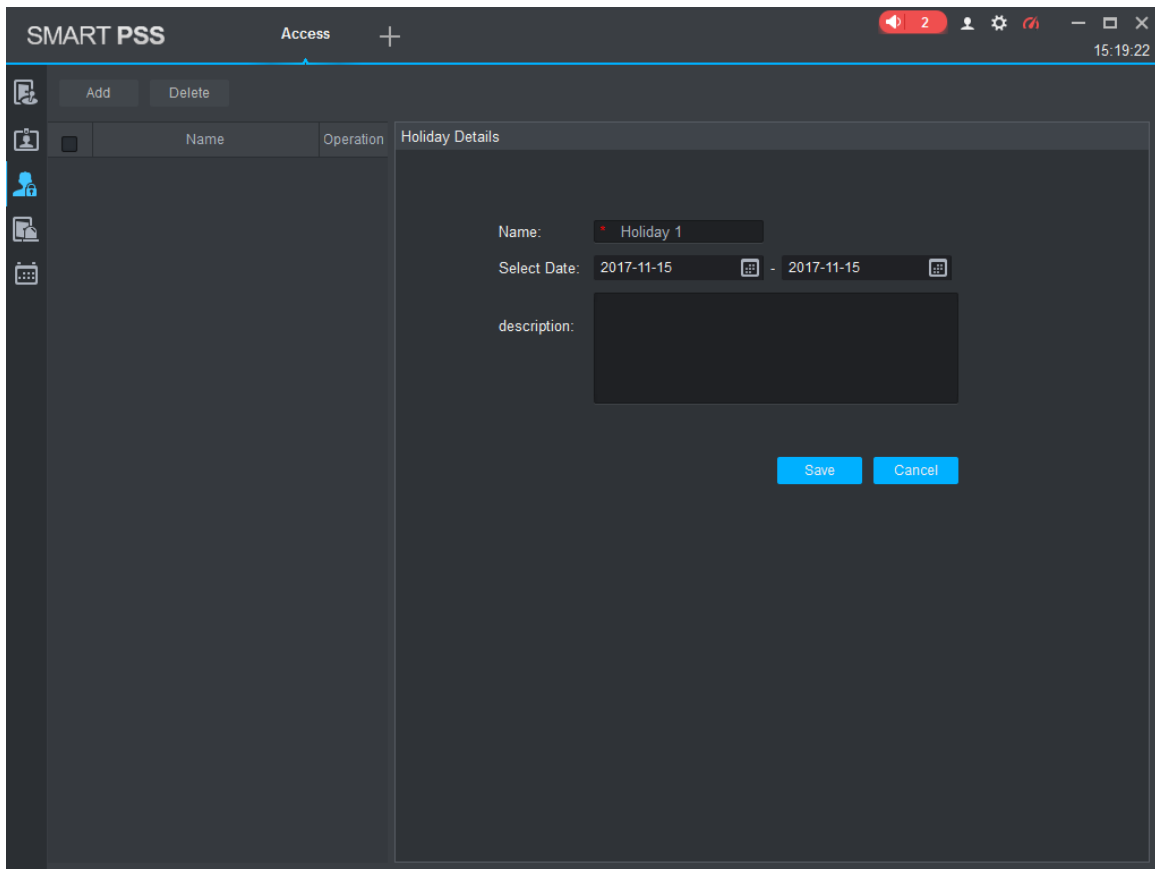 SMART PSS
Access
2
15:19:22
Add Delete
Name Operation
Holiday Details
Name: * Holiday 1
Select Date: 2017-11-15 - 2017-11-15
description:
Save Cancel